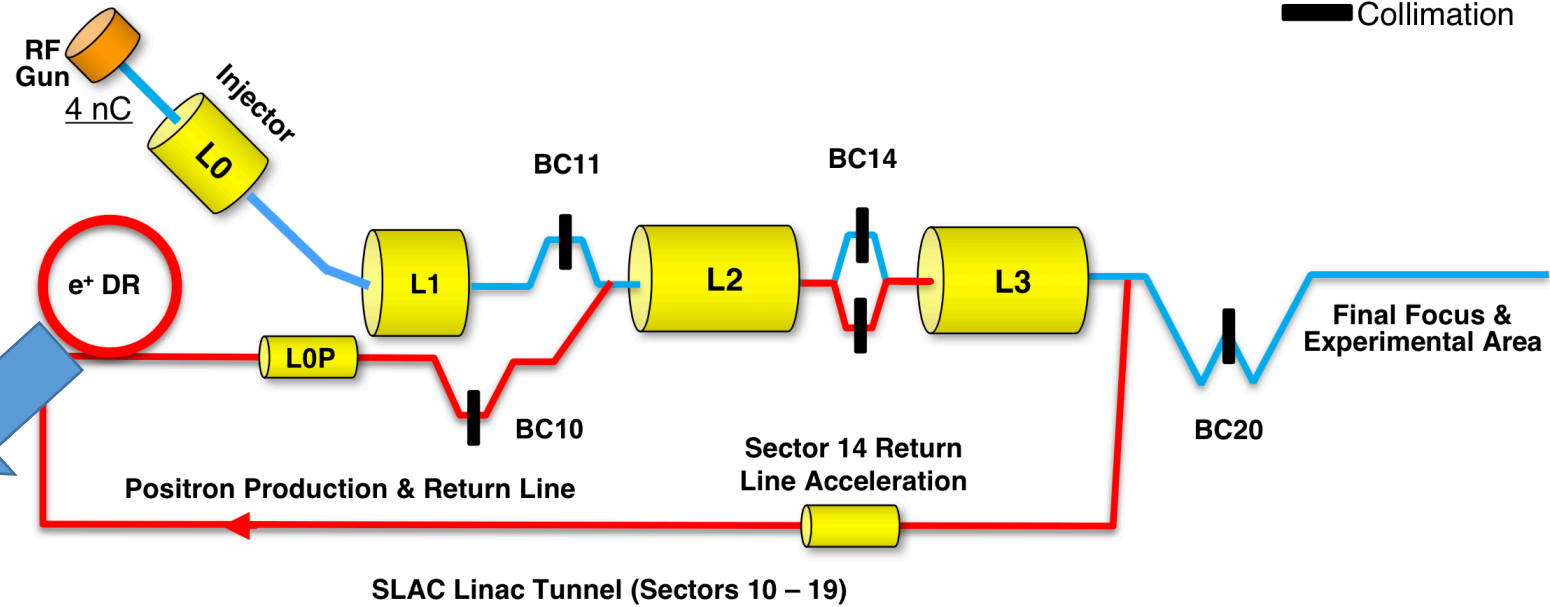 Collimation
RF
Gun
4 nC
Injector
L0
BC11
BC14
e⁺ DR
L1
L2
L3
L0P
BC10
Final Focus &
Experimental Area
BC20
Sector 14 Return
Line Acceleration
Positron Production & Return Line
SLAC Linac Tunnel (Sectors 10 – 19)